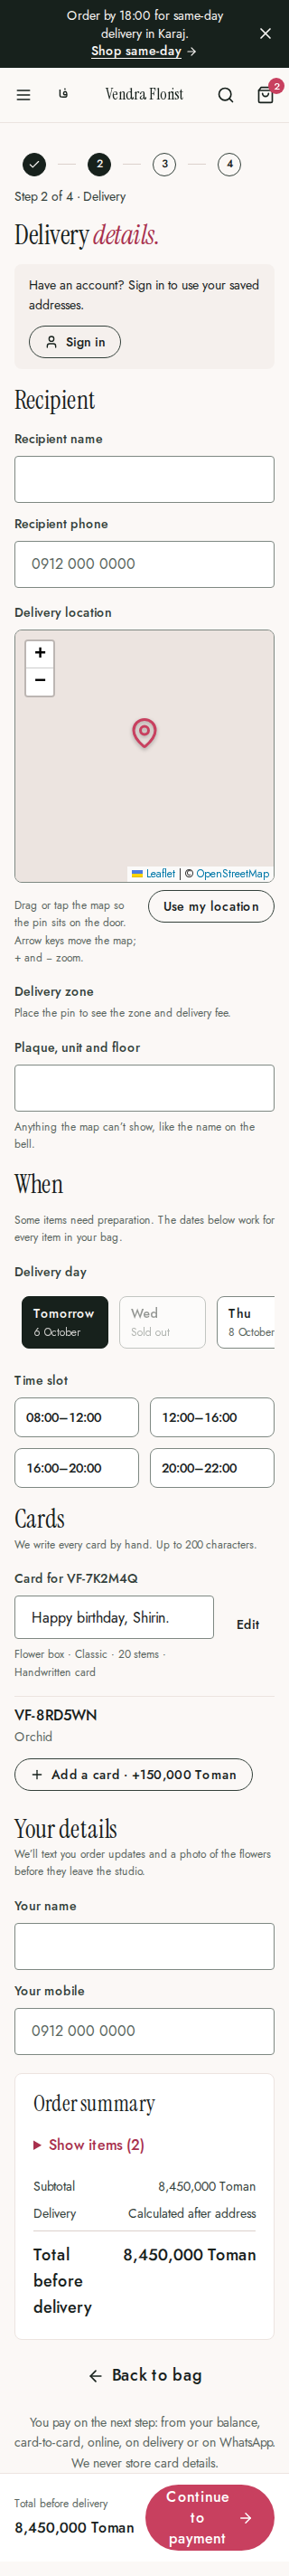 Order by 18:00 for same-day
delivery in Karaj.
Shop same-day →
فا
Vendra Florist
2
2
3
4
Step 2 of 4 · Delivery
Delivery details.
Have an account? Sign in to use your saved
addresses.
Sign in
Recipient
Recipient name
Recipient phone
0912 000 0000
Delivery location
+
−
Leaflet | © OpenStreetMap
Drag or tap the map so
the pin sits on the door.
Arrow keys move the map;
+ and − zoom.
Use my location
Delivery zone
Place the pin to see the zone and delivery fee.
Plaque, unit and floor
Anything the map can't show, like the name on the
bell.
When
Some items need preparation. The dates below work for
every item in your bag.
Delivery day
Tomorrow
6 October
Wed
Sold out
Thu
8 October
Time slot
08:00–12:00
12:00–16:00
16:00–20:00
20:00–22:00
Cards
We write every card by hand. Up to 200 characters.
Card for VF-7K2M4Q
Happy birthday, Shirin.
Edit
Flower box · Classic · 20 stems ·
Handwritten card
VF-8RD5WN
Orchid
+ Add a card · +150,000 Toman
Your details
We'll text you order updates and a photo of the flowers
before they leave the studio.
Your name
Your mobile
0912 000 0000
Order summary
▶ Show items (2)
Subtotal 8,450,000 Toman
Delivery Calculated after address
Total before delivery 8,450,000 Toman
← Back to bag
You pay on the next step: from your balance,
card-to-card, online, on delivery or on WhatsApp.
We never store card details.
Total before delivery
8,450,000 Toman
Continue
to
payment →